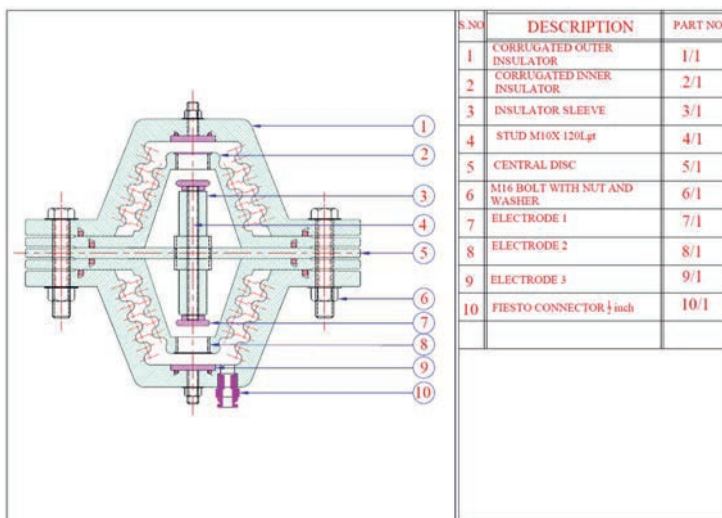 S.NO DESCRIPTION PART NO
1 CORRUGATED OUTER
INSULATOR 1/1
2 CORRUGATED INNER
INSULATOR 2/1
3 INSULATOR SLEEVE 3/1
4 STUD M10X 120Lgt 4/1
5 CENTRAL DISC 5/1
6 M16 BOLT WITH NUT AND
WASHER 6/1
7 ELECTRODE 1 7/1
8 ELECTRODE 2 8/1
9 ELECTRODE 3 9/1
10 FIESTO CONNECTOR ½ inch 10/1
1
2
3
4
5
6
7
8
9
10